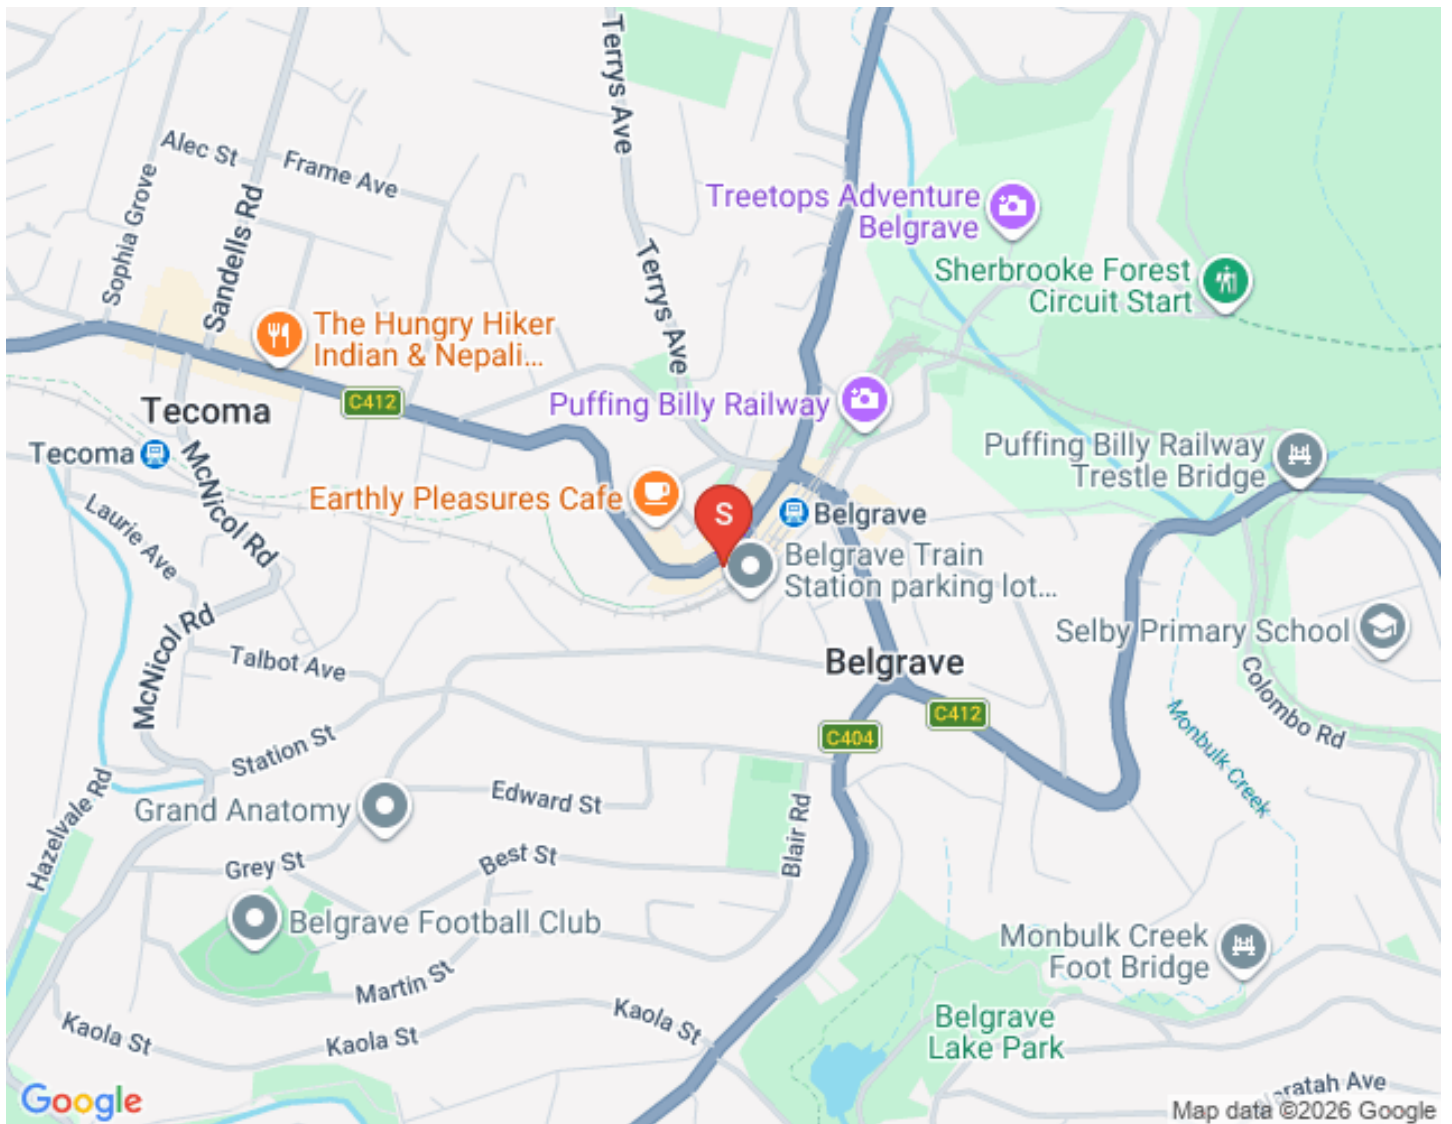 Terrys Ave
Alec St
Frame Ave
Sophia Grove
Sandells Rd
Treetops Adventure
Belgrave
Terrys Ave
Sherbrooke Forest
Circuit Start
The Hungry Hiker
Indian & Nepali...
C412
Tecoma
Puffing Billy Railway
Tecoma
McNicol Rd
Puffing Billy Railway
Trestle Bridge
Earthly Pleasures Cafe
S
Belgrave
Laurie Ave
Belgrave Train
Station parking lot...
McNicol Rd
Talbot Ave
Selby Primary School
Belgrave
Colombo Rd
C412
C404
Station St
Monbulk Creek
Edward St
Grand Anatomy
Hazelvale Rd
Blair Rd
Grey St
Best St
Belgrave Football Club
Monbulk Creek
Foot Bridge
Martin St
Kaola St
Kaola St
Kaola St
Belgrave
Lake Park
aratah Ave
Google
Map data ©2026 Google